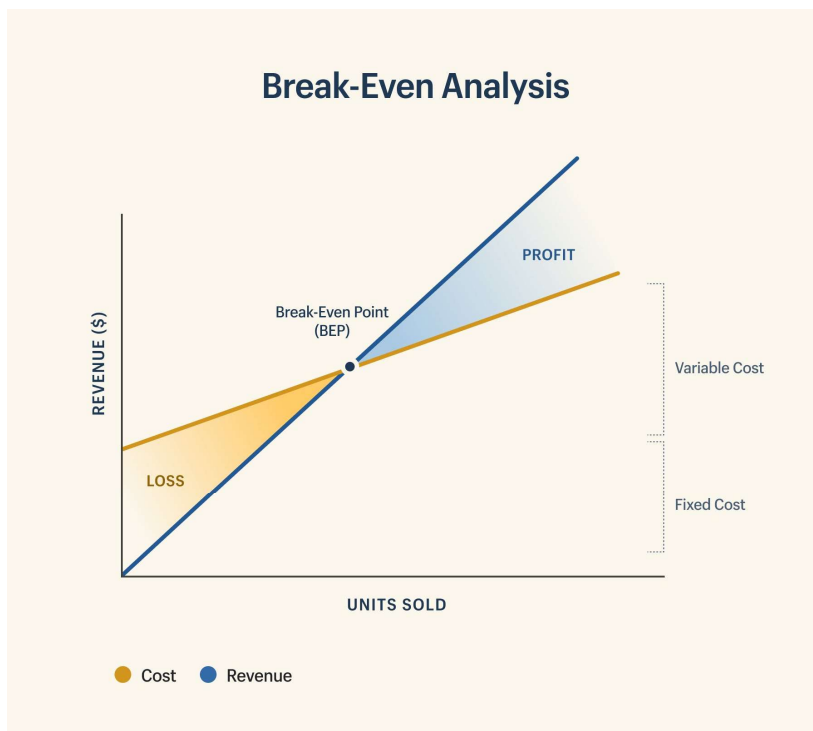 Break-Even Analysis
REVENUE ($)
Break-Even Point
(BEP)
PROFIT
LOSS
Variable Cost
Fixed Cost
UNITS SOLD
Cost
Revenue